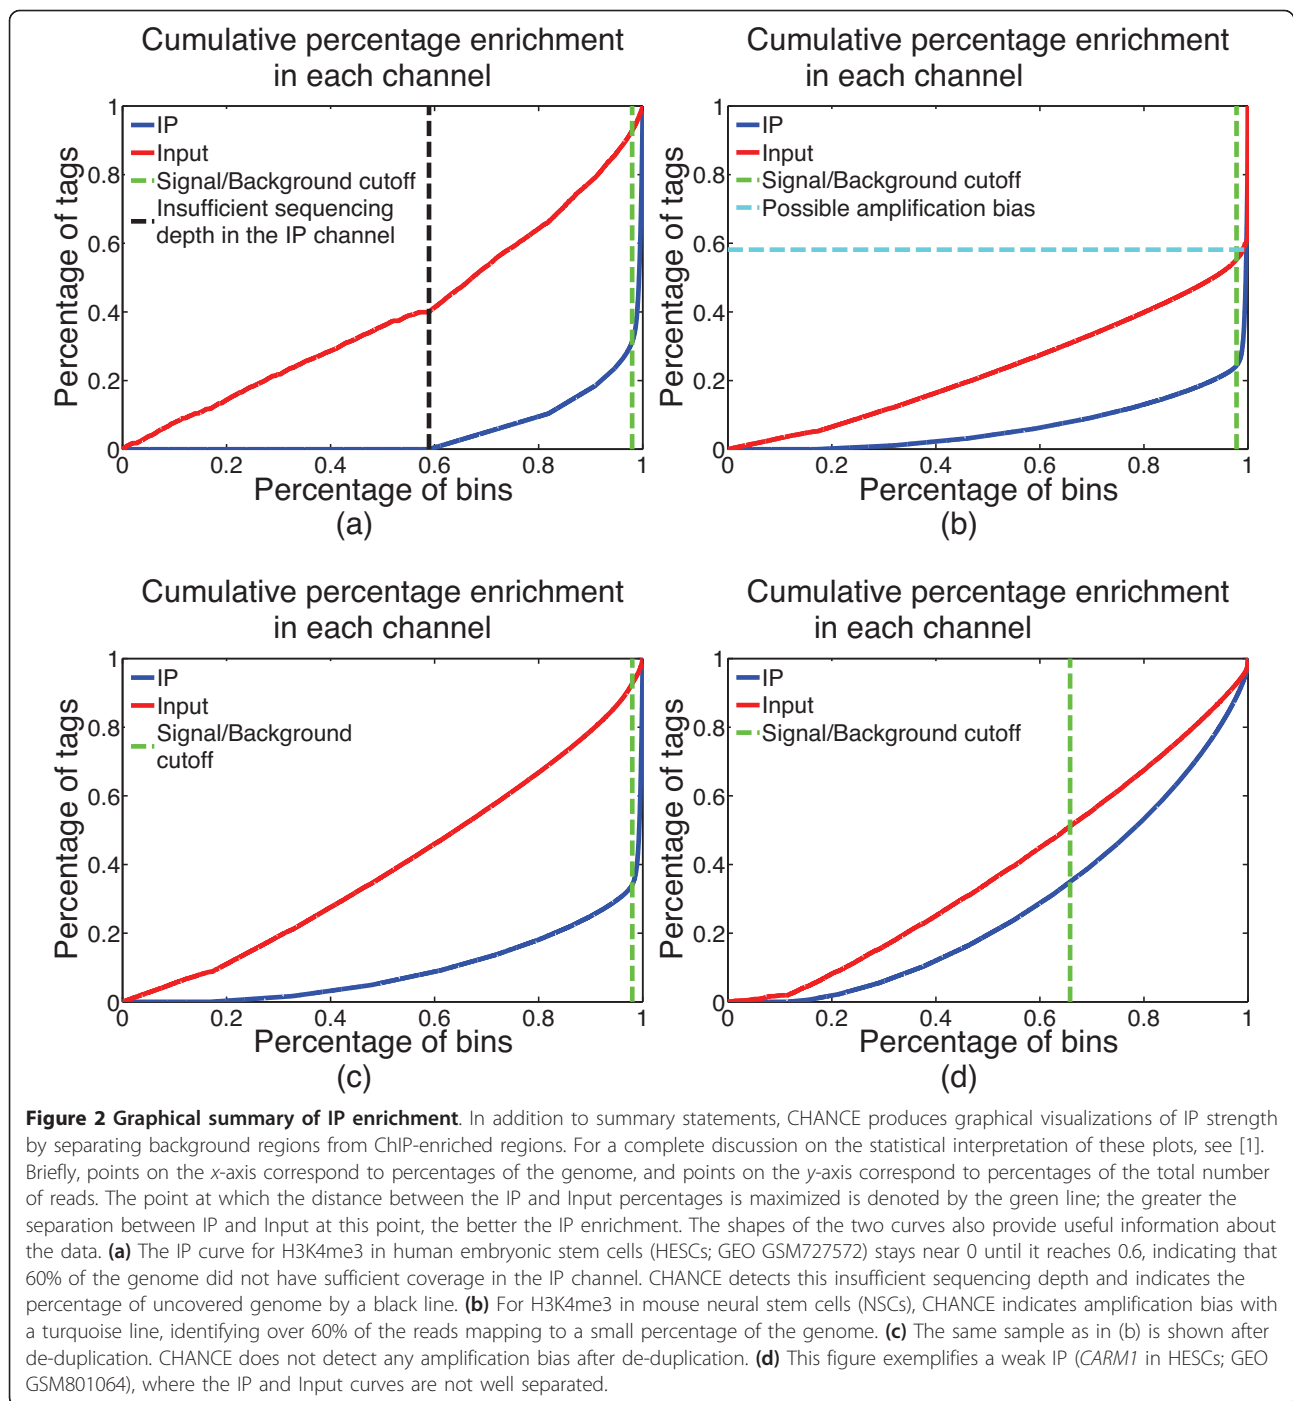 Cumulative percentage enrichment
in each channel
Percentage of tags
1
0.8
0.6
0.4
0.2
0
IP
Input
Signal/Background cutoff
Insufficient sequencing
depth in the IP channel
0 0.2 0.4 0.6 0.8 1
Percentage of bins
(a)
Cumulative percentage enrichment
in each channel
Percentage of tags
1
0.8
0.6
0.4
0.2
0
IP
Input
Signal/Background cutoff
Possible amplification bias
0 0.2 0.4 0.6 0.8 1
Percentage of bins
(b)
Cumulative percentage enrichment
in each channel
Percentage of tags
1
0.8
0.6
0.4
0.2
0
IP
Input
Signal/Background
cutoff
0 0.2 0.4 0.6 0.8 1
Percentage of bins
(c)
Cumulative percentage enrichment
in each channel
Percentage of tags
1
0.8
0.6
0.4
0.2
0
IP
Input
Signal/Background cutoff
0 0.2 0.4 0.6 0.8 1
Percentage of bins
(d)
Figure 2 Graphical summary of IP enrichment. In addition to summary statements, CHANCE produces graphical visualizations of IP strength
by separating background regions from ChIP-enriched regions. For a complete discussion on the statistical interpretation of these plots, see [1].
Briefly, points on the x-axis correspond to percentages of the genome, and points on the y-axis correspond to percentages of the total number
of reads. The point at which the distance between the IP and Input percentages is maximized is denoted by the green line; the greater the
separation between IP and Input at this point, the better the IP enrichment. The shapes of the two curves also provide useful information about
the data. (a) The IP curve for H3K4me3 in human embryonic stem cells (HESCs; GEO GSM727572) stays near 0 until it reaches 0.6, indicating that
60% of the genome did not have sufficient coverage in the IP channel. CHANCE detects this insufficient sequencing depth and indicates the
percentage of uncovered genome by a black line. (b) For H3K4me3 in mouse neural stem cells (NSCs), CHANCE indicates amplification bias with
a turquoise line, identifying over 60% of the reads mapping to a small percentage of the genome. (c) The same sample as in (b) is shown after
de-duplication. CHANCE does not detect any amplification bias after de-duplication. (d) This figure exemplifies a weak IP (CARM1 in HESCs; GEO
GSM801064), where the IP and Input curves are not well separated.